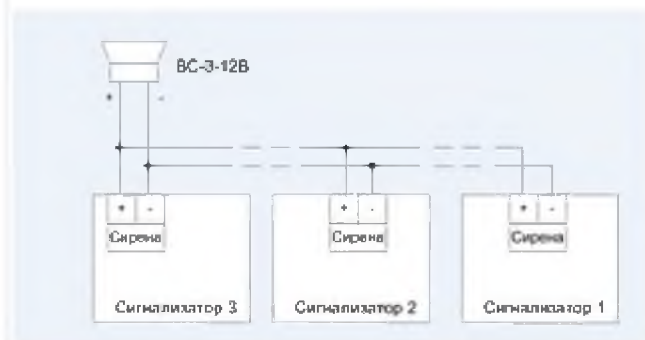 ВС-3-12В
+ -
+ - + - + -
Сирена Сирена Сирена
Сигнализатор 3 Сигнализатор 2 Сигнализатор 1